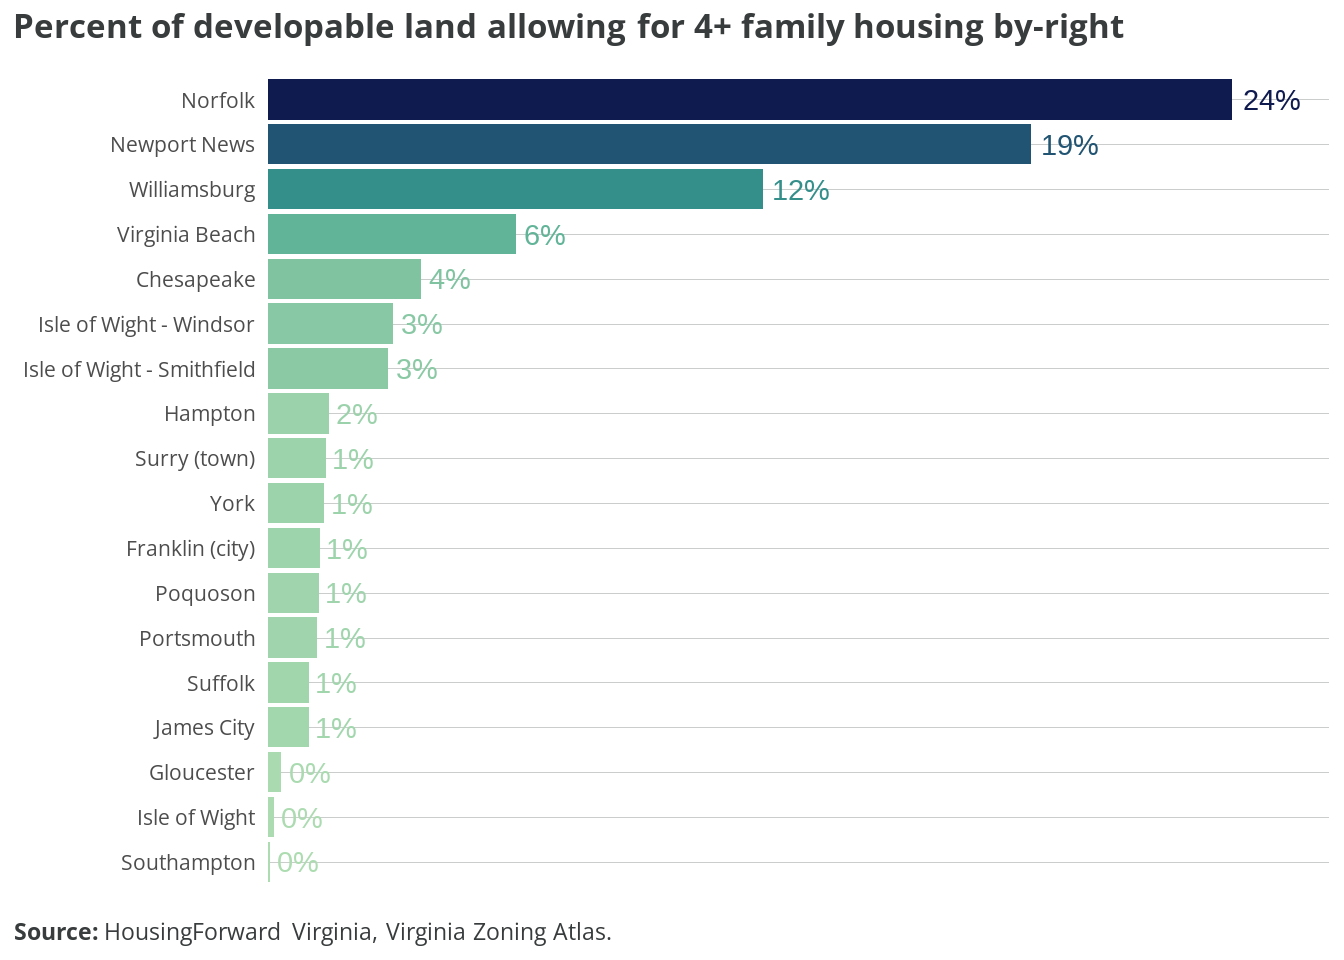 Percent of developable land allowing for 4+ family housing by-right
Norfolk 24%
Newport News 19%
Williamsburg 12%
Virginia Beach 6%
Chesapeake 4%
Isle of Wight - Windsor 3%
Isle of Wight - Smithfield 3%
Hampton 2%
Surry (town) 1%
York 1%
Franklin (city) 1%
Poquoson 1%
Portsmouth 1%
Suffolk 1%
James City 1%
Gloucester 0%
Isle of Wight 0%
Southampton 0%
Source: HousingForward Virginia, Virginia Zoning Atlas.